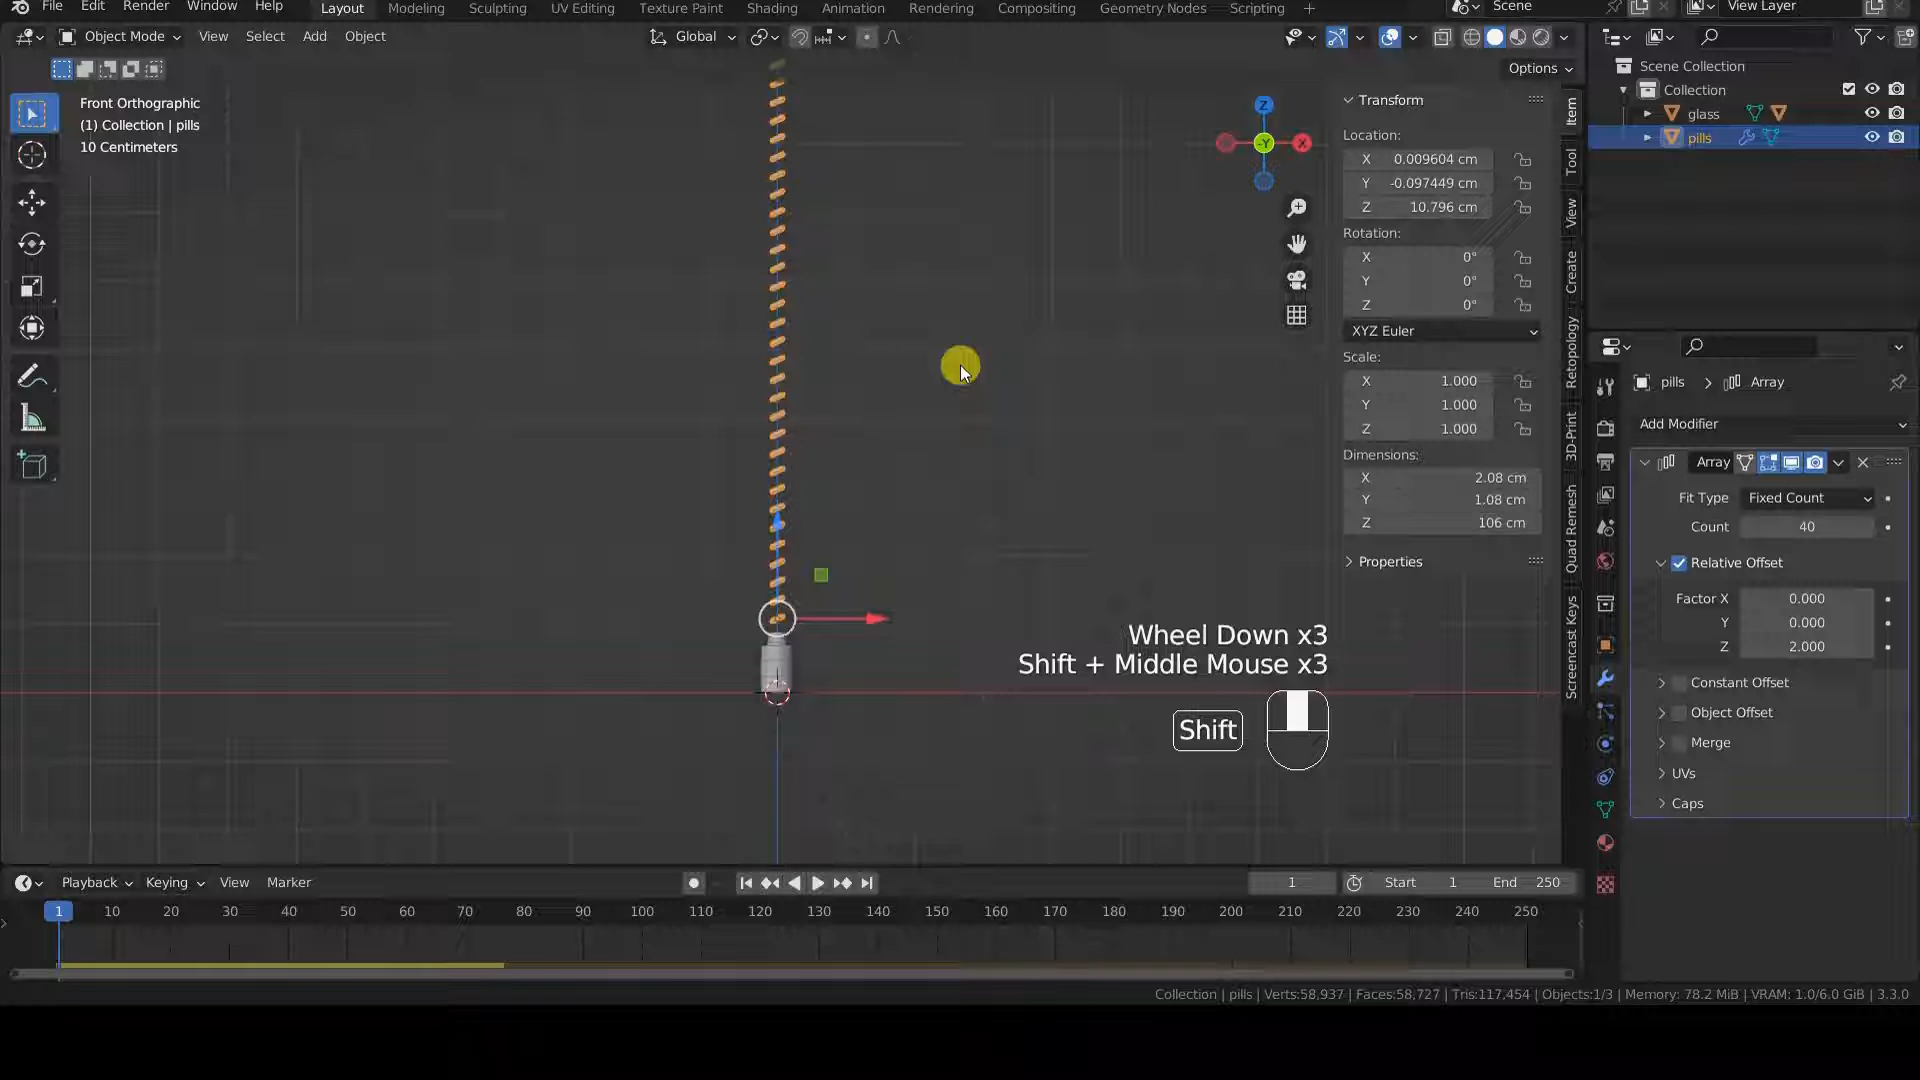 File Edit Render Window Help Layout Modeling Sculpting UV Editing Texture Paint Shading Animation Rendering Compositing Geometry Nodes Scripting + Scene View Layer
Object Mode View Select Add Object Global
Options
Front Orthographic
(1) Collection | pills
10 Centimeters
Z
-Y
X
Transform
Location:
X 0.009604 cm
Y -0.097449 cm
Z 10.796 cm
Rotation:
X 0°
Y 0°
Z 0°
XYZ Euler
Scale:
X 1.000
Y 1.000
Z 1.000
Dimensions:
X 2.08 cm
Y 1.08 cm
Z 106 cm
Properties
Item
Tool
View
Create
Retopology
3D-Print
Quad Remesh
Screencast Keys
Scene Collection
Collection
glass
pills
pills > Array
Add Modifier
Array
Fit Type Fixed Count
Count 40
Relative Offset
Factor X 0.000
Y 0.000
Z 2.000
Constant Offset
Object Offset
Merge
UVs
Caps
Wheel Down x3
Shift + Middle Mouse x3
Shift
Playback Keying View Marker 1 Start 1 End 250
1 10 20 30 40 50 60 70 80 90 100 110 120 130 140 150 160 170 180 190 200 210 220 230 240 250
Collection | pills | Verts:58,937 | Faces:58,727 | Tris:117,454 | Objects:1/3 | Memory: 78.2 MiB | VRAM: 1.0/6.0 GiB | 3.3.0